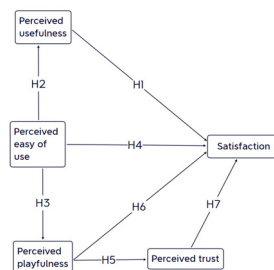 Perceived
usefulness
H2
H1
Perceived
easy of
use
H4
Satisfaction
H3
H6
H7
Perceived
playfulness
H5
Perceived trust